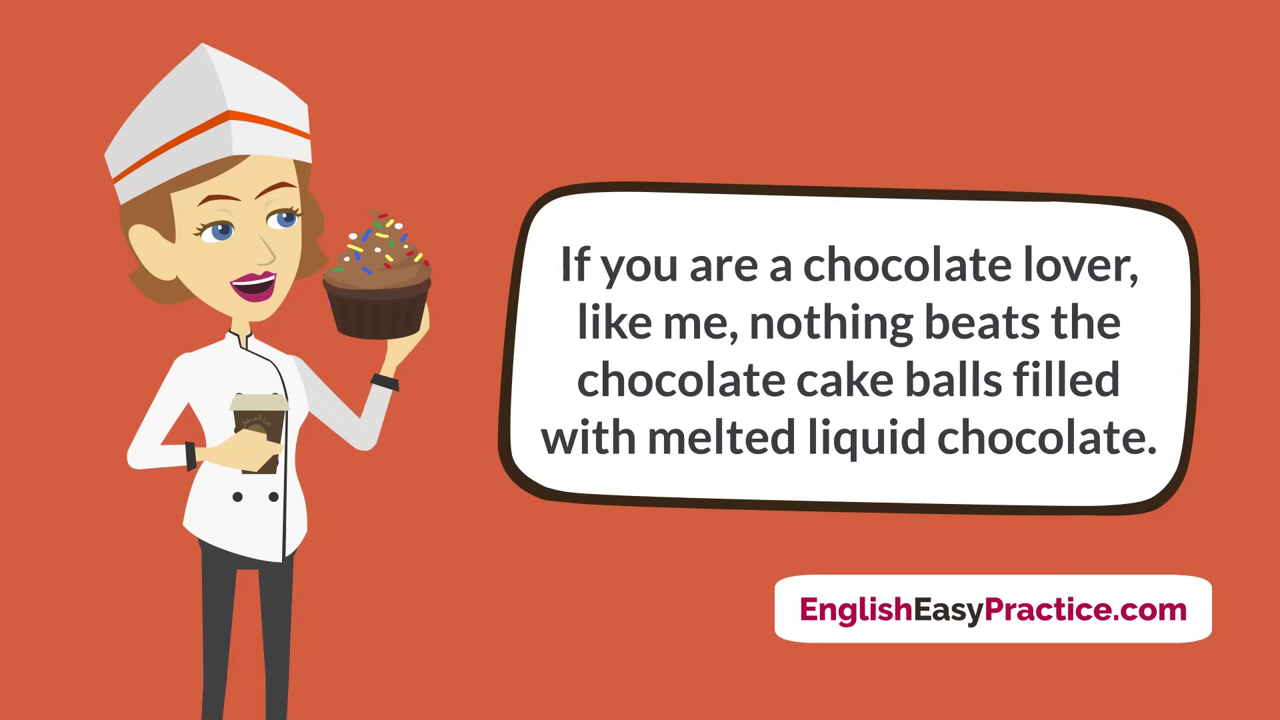 If you are a chocolate lover,
like me, nothing beats the
chocolate cake balls filled
with melted liquid chocolate.
EnglishEasyPractice.com